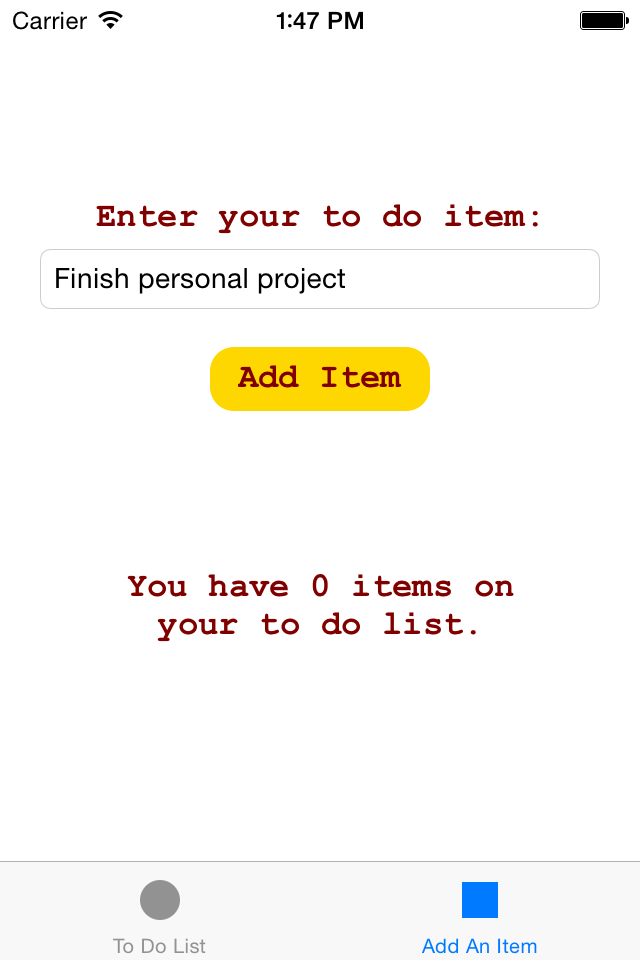 Carrier 1:47 PM
Enter your to do item:
Finish personal project
Add Item
You have 0 items on
your to do list.
To Do List Add An Item